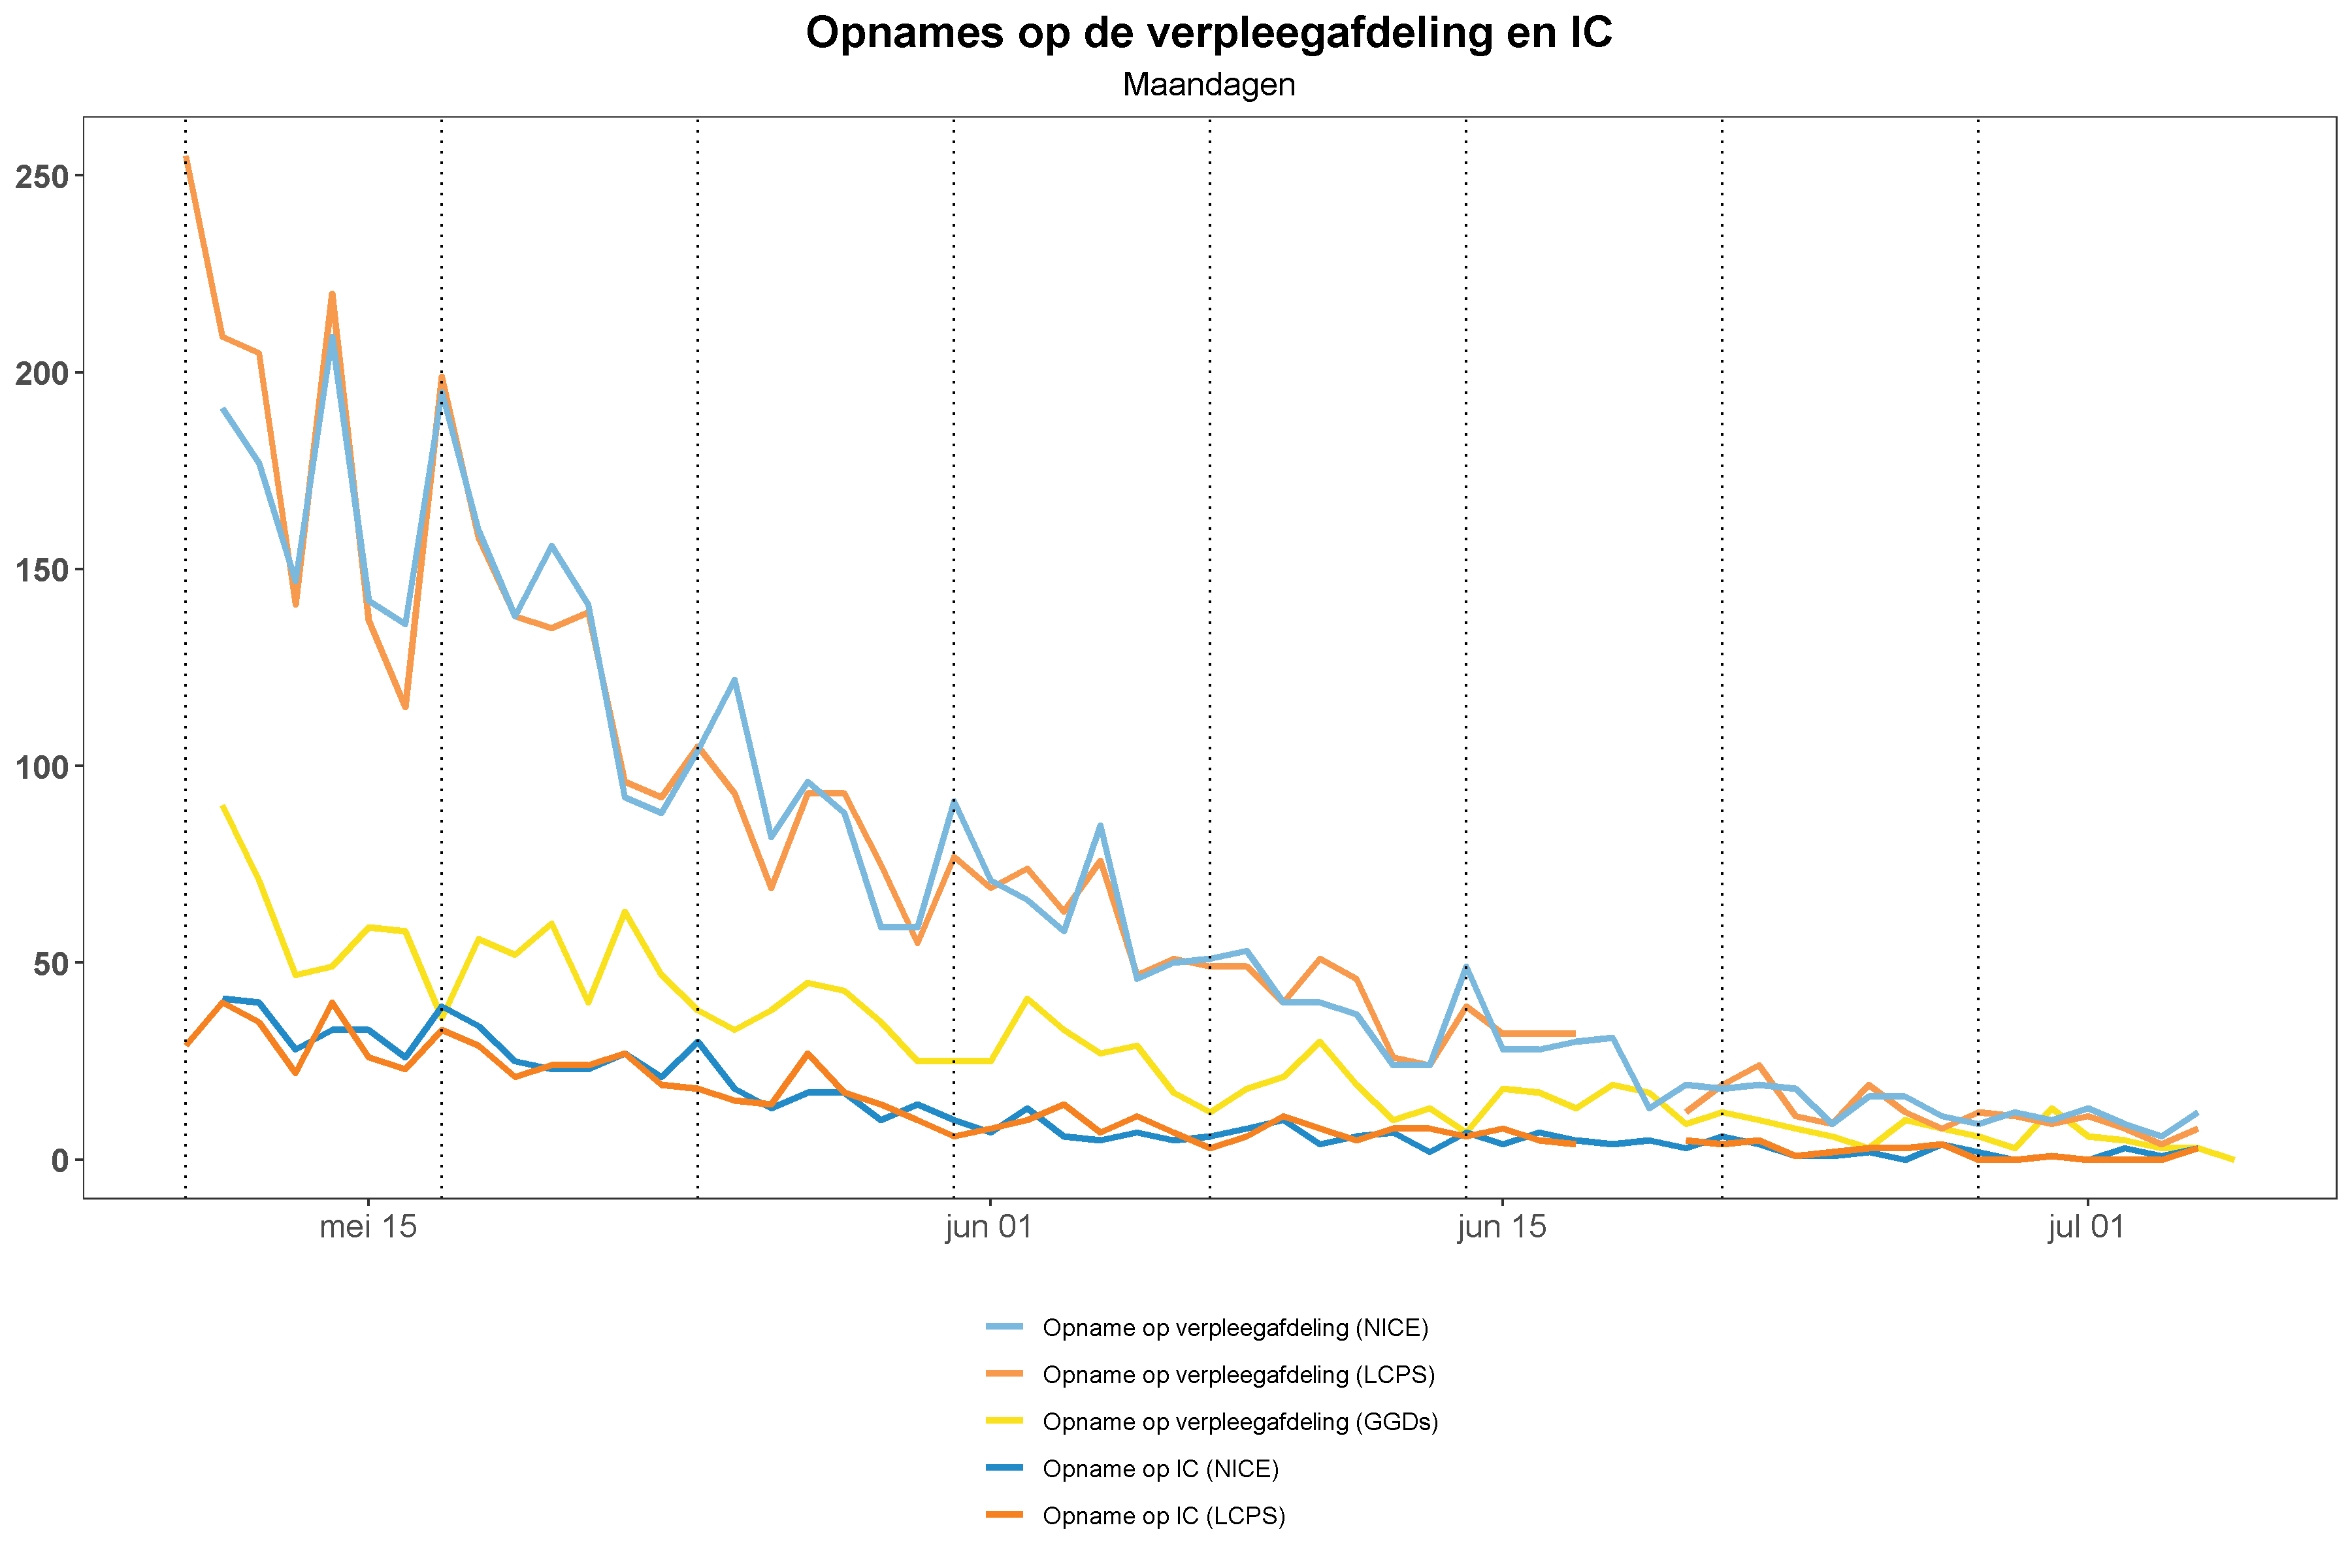 Opnames op de verpleegafdeling en IC
Maandagen
250
200
150
100
50
0
mei 15
jun 01
jun 15
jul 01
Opname op verpleegafdeling (NICE)
Opname op verpleegafdeling (LCPS)
Opname op verpleegafdeling (GGDs)
Opname op IC (NICE)
Opname op IC (LCPS)